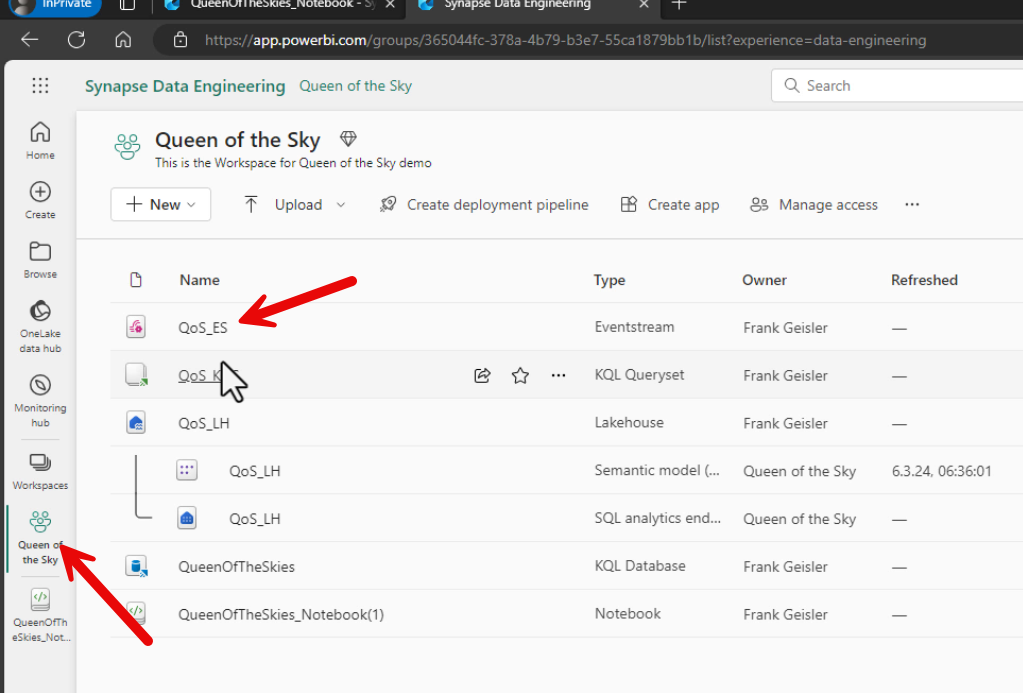 InPrivate
QueenOfTheSkies_Notebook - Sy
Synapse Data Engineering
https://app.powerbi.com/groups/365044fc-378a-4b79-b3e7-55ca1879bb1b/list?experience=data-engineering
Synapse Data Engineering Queen of the Sky
Search
Home
Create
Browse
OneLake
data hub
Monitoring
hub
Workspaces
Queen of
the Sky
QueenOfTh
eSkies_Not...
Queen of the Sky
This is the Workspace for Queen of the Sky demo
New Upload Create deployment pipeline Create app Manage access ...
Name Type Owner Refreshed
QoS_ES Eventstream Frank Geisler —
QoS_K ... KQL Queryset Frank Geisler —
QoS_LH Lakehouse Frank Geisler —
QoS_LH Semantic model (... Queen of the Sky 6.3.24, 06:36:01
QoS_LH SQL analytics end... Queen of the Sky —
QueenOfTheSkies KQL Database Frank Geisler —
QueenOfTheSkies_Notebook(1) Notebook Frank Geisler —